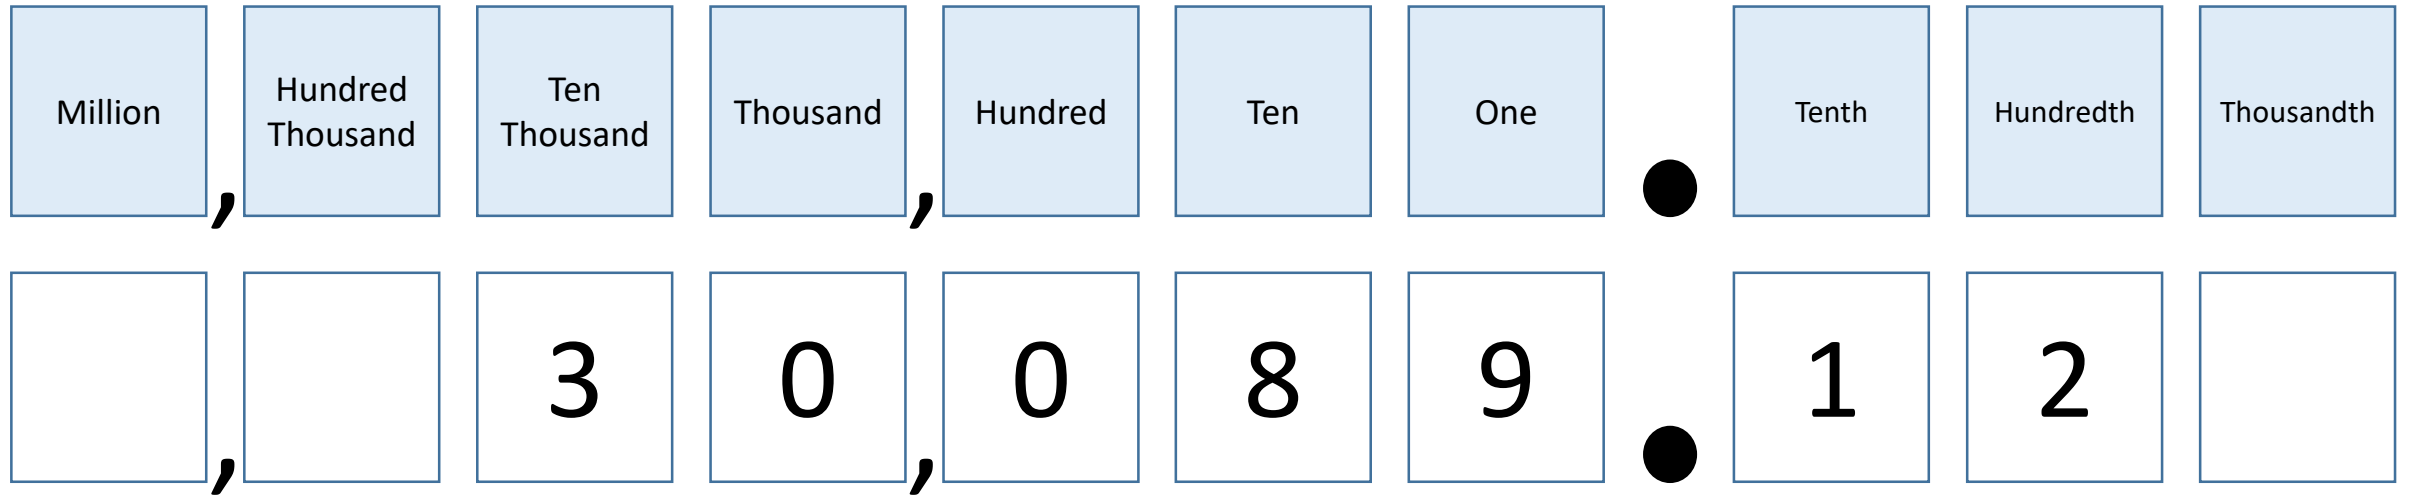 Million , Hundred Thousand Ten Thousand Thousand , Hundred Ten One . Tenth Hundredth Thousandth
, 3 0 , 0 8 9 . 1 2